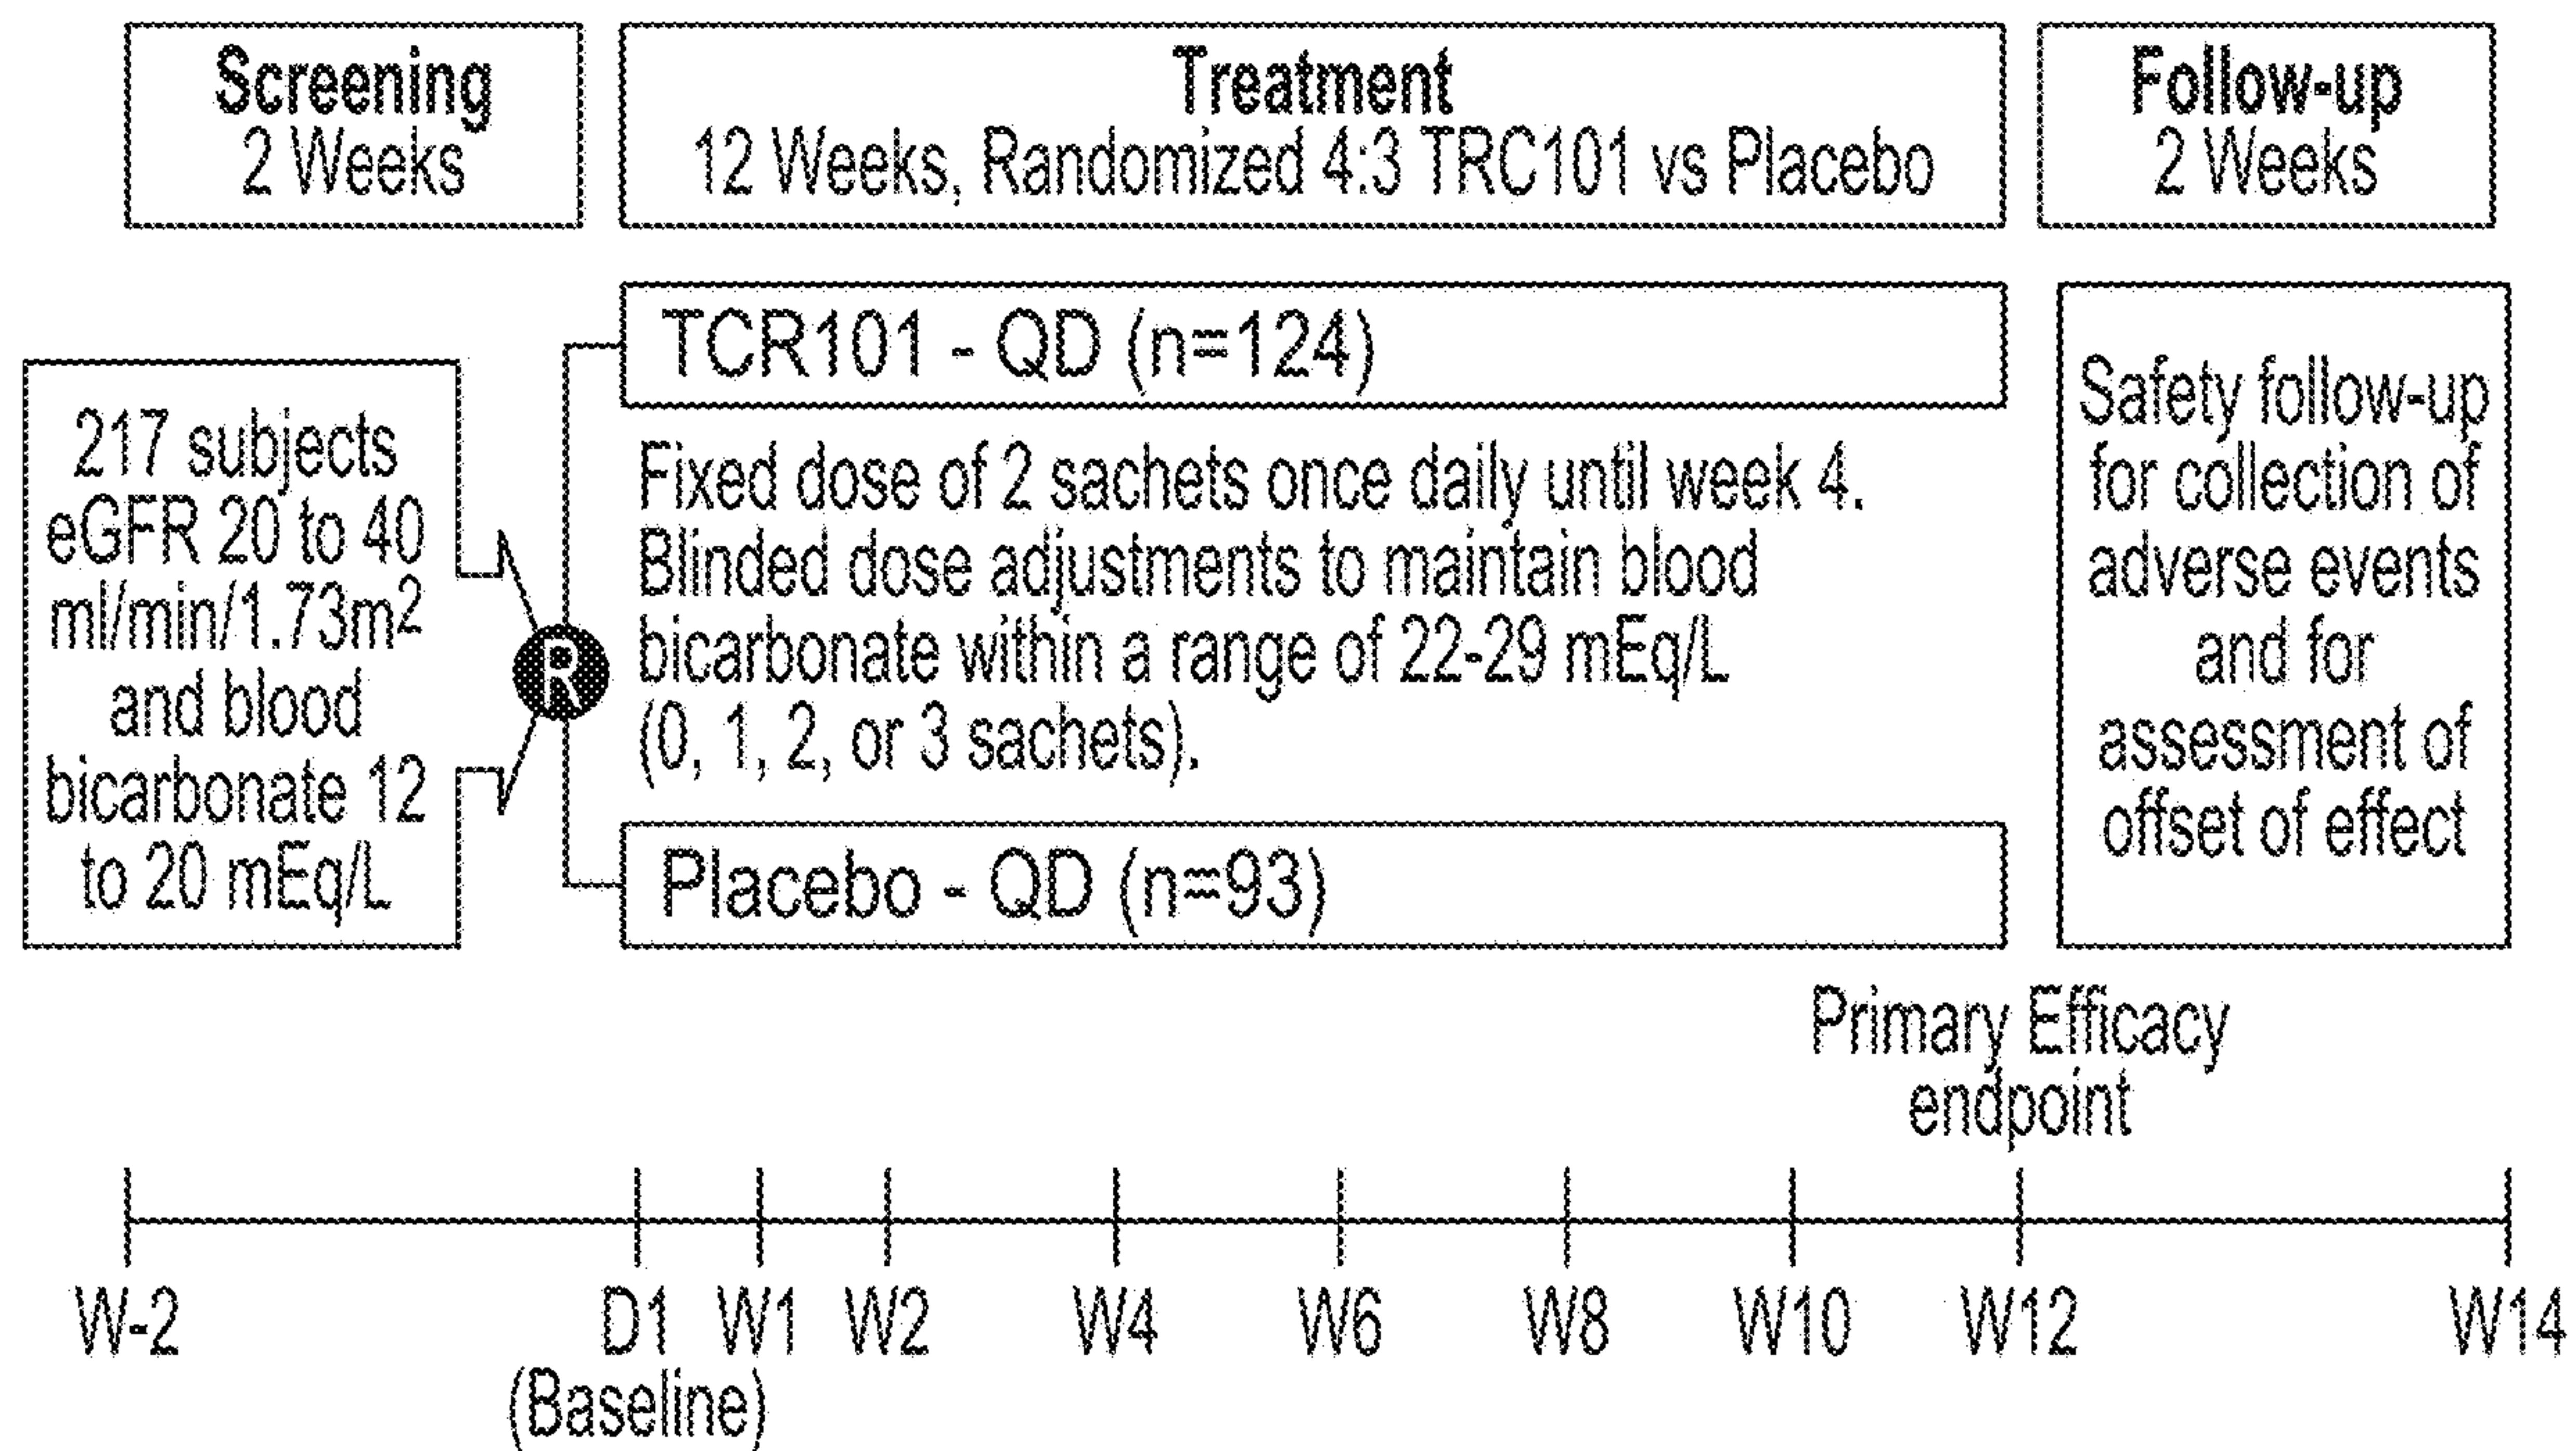 Screening
2 Weeks
Treatment
12 Weeks, Randomized 4:3 TRC101 vs Placebo
Follow-up
2 Weeks
217 subjects
eGFR 20 to 40
ml/min/1.73m2
and blood
bicarbonate 12
to 20 mEq/L
R
TCR101 - QD (n=124)
Fixed dose of 2 sachets once daily until week 4.
Blinded dose adjustments to maintain blood
bicarbonate within a range of 22-29 mEq/L
(0, 1, 2, or 3 sachets).
Placebo - QD (n=93)
Safety follow-up
for collection of
adverse events
and for
assessment of
offset of effect
Primary Efficacy
endpoint
W-2 D1 W1 W2 W4 W6 W8 W10 W12 W14
(Baseline)